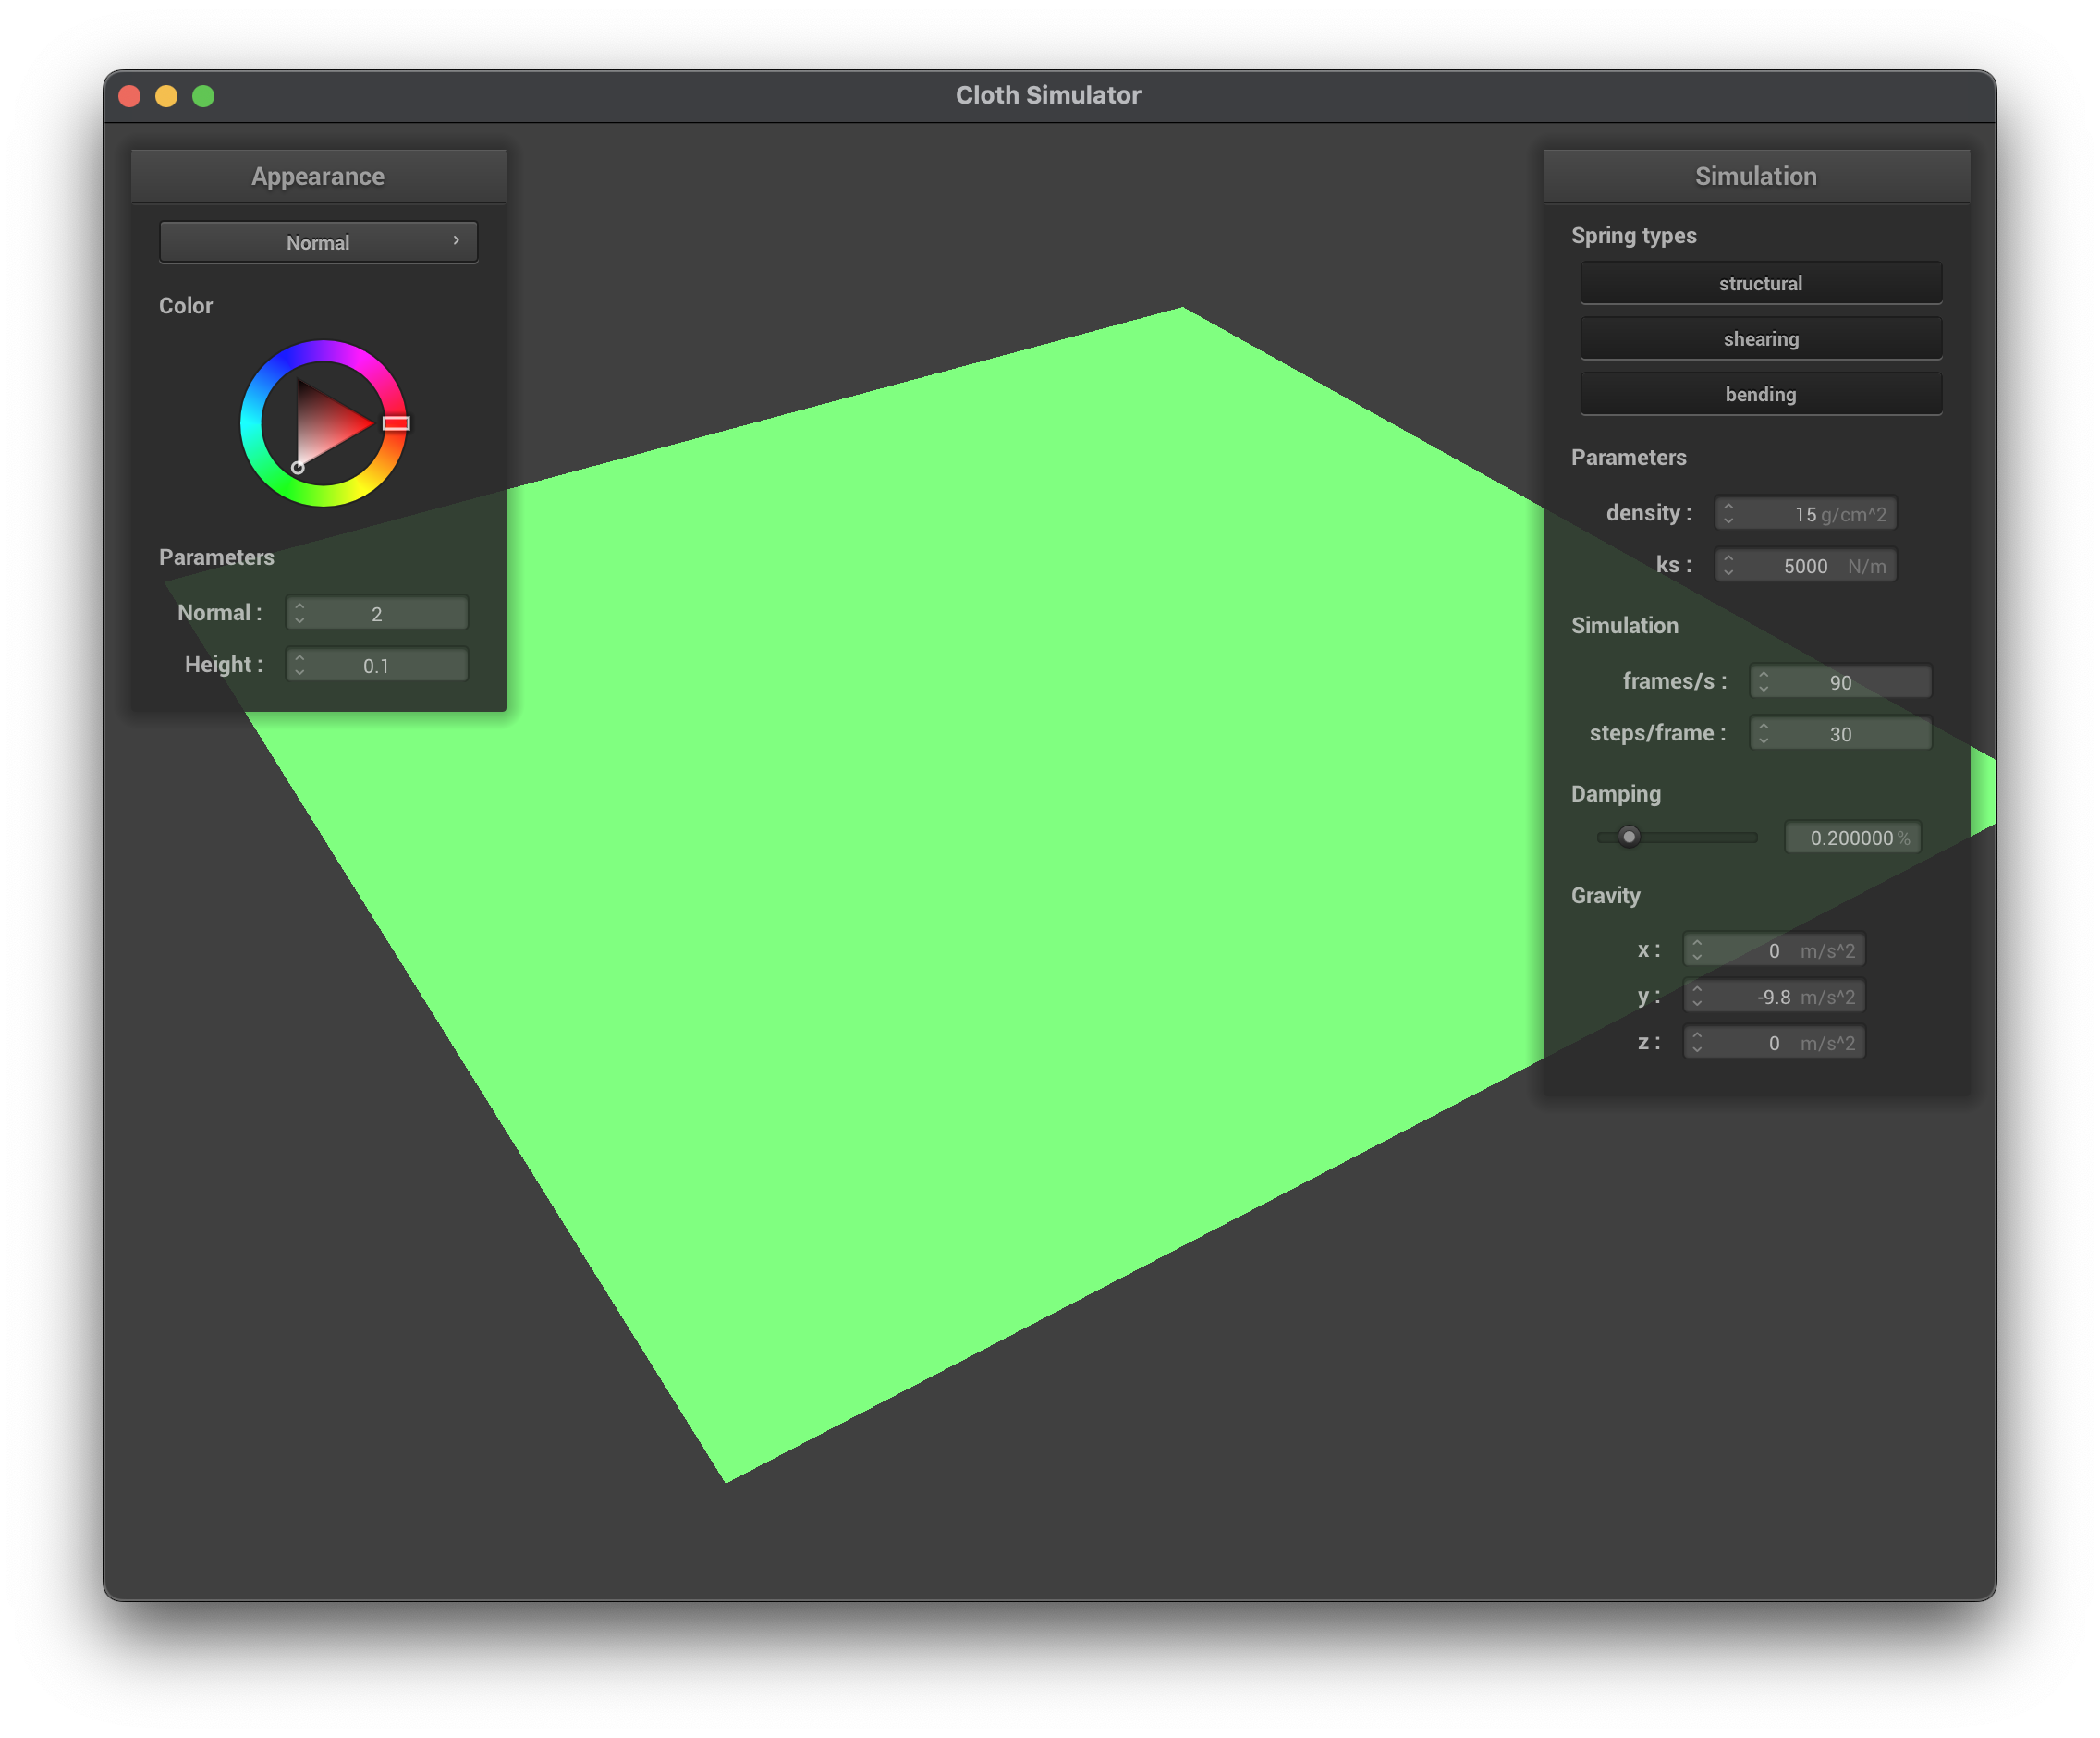 Cloth Simulator
Appearance
Normal
Color
Parameters
Normal : 2
Height : 0.1
Simulation
Spring types
structural
shearing
bending
Parameters
density : 15 g/cm^2
ks : 5000 N/m
Simulation
frames/s : 90
steps/frame : 30
Damping
0.200000 %
Gravity
x : 0 m/s^2
y : -9.8 m/s^2
z : 0 m/s^2